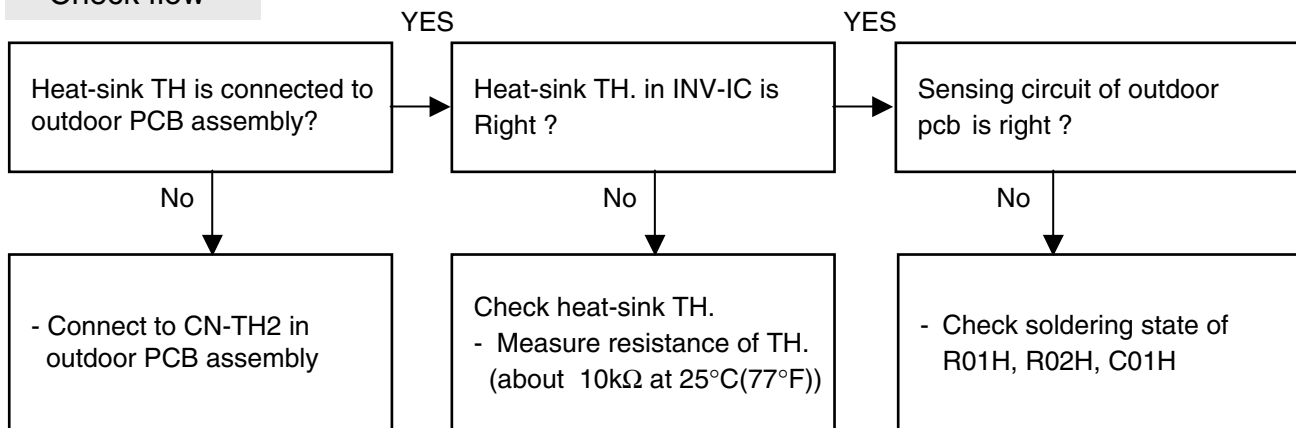 Check flow
YES
YES
Heat-sink TH is connected to
outdoor PCB assembly?
Heat-sink TH. in INV-IC is
Right ?
Sensing circuit of outdoor
pcb is right ?
No
No
No
- Connect to CN-TH2 in
outdoor PCB assembly
Check heat-sink TH.
- Measure resistance of TH.
(about 10kΩ at 25°C(77°F))
- Check soldering state of
R01H, R02H, C01H